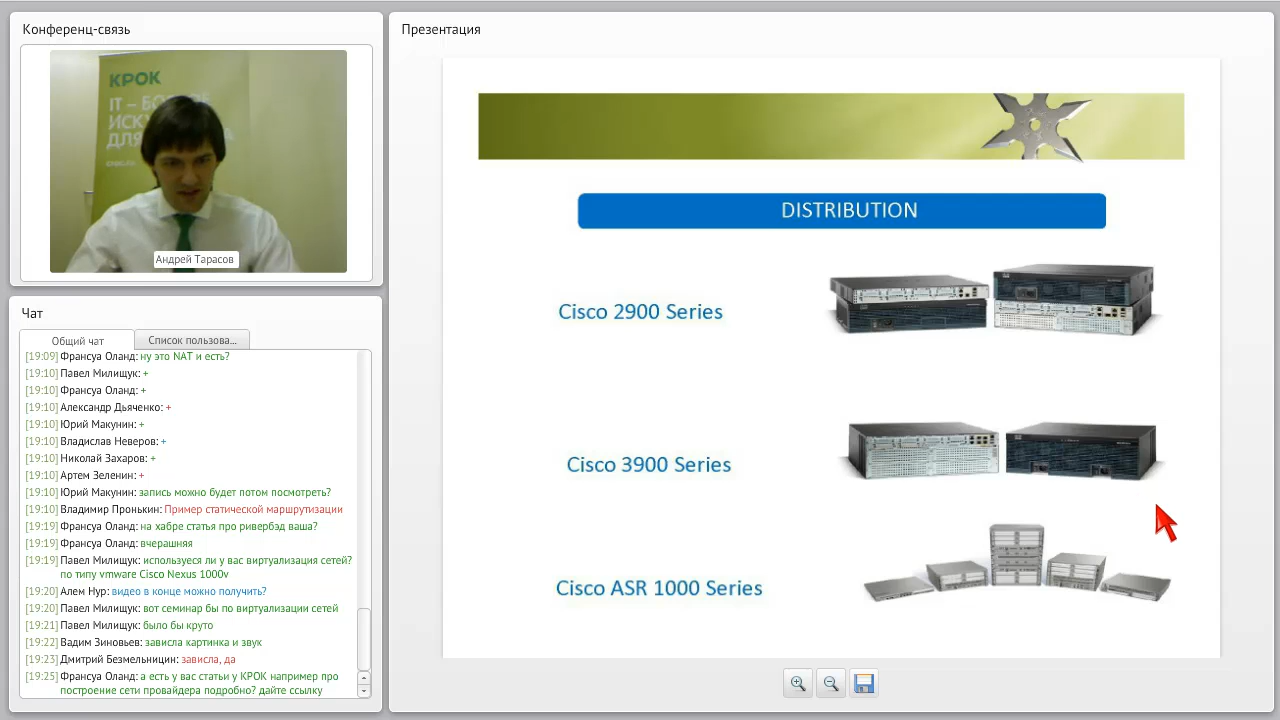 Конференц-связь
КРОК
IT –
ИСК
ДЛЯ
Андрей Тарасов
Чат
Общий чат
Список пользова...
[19:09] Франсуа Оланд: ну это NAT и есть?
[19:10] Павел Милищук: +
[19:10] Франсуа Оланд: +
[19:10] Александр Дьяченко: +
[19:10] Юрий Макунин: +
[19:10] Владислав Неверов: +
[19:10] Николай Захаров: +
[19:10] Артем Зеленин: +
[19:10] Юрий Макунин: запись можно будет потом посмотреть?
[19:10] Владимир Пронькин: Пример статической маршрутизации
[19:19] Франсуа Оланд: на хабре статья про ривербэд ваша?
[19:19] Франсуа Оланд: вчерашняя
[19:19] Павел Милищук: используеся ли у вас виртуализация сетей?
по типу vmware Cisco Nexus 1000v
[19:20] Алем Нур: видео в конце можно получить?
[19:20] Павел Милищук: вот семинар бы по виртуализации сетей
[19:21] Павел Милищук: было бы круто
[19:22] Вадим Зиновьев: зависла картинка и звук
[19:23] Дмитрий Безмельницин: зависла, да
[19:25] Франсуа Оланд: а есть у вас статьи у КРОК например про
построение сети провайдера подробно? дайте ссылку
Презентация
DISTRIBUTION
Cisco 2900 Series
Cisco 3900 Series
Cisco ASR 1000 Series